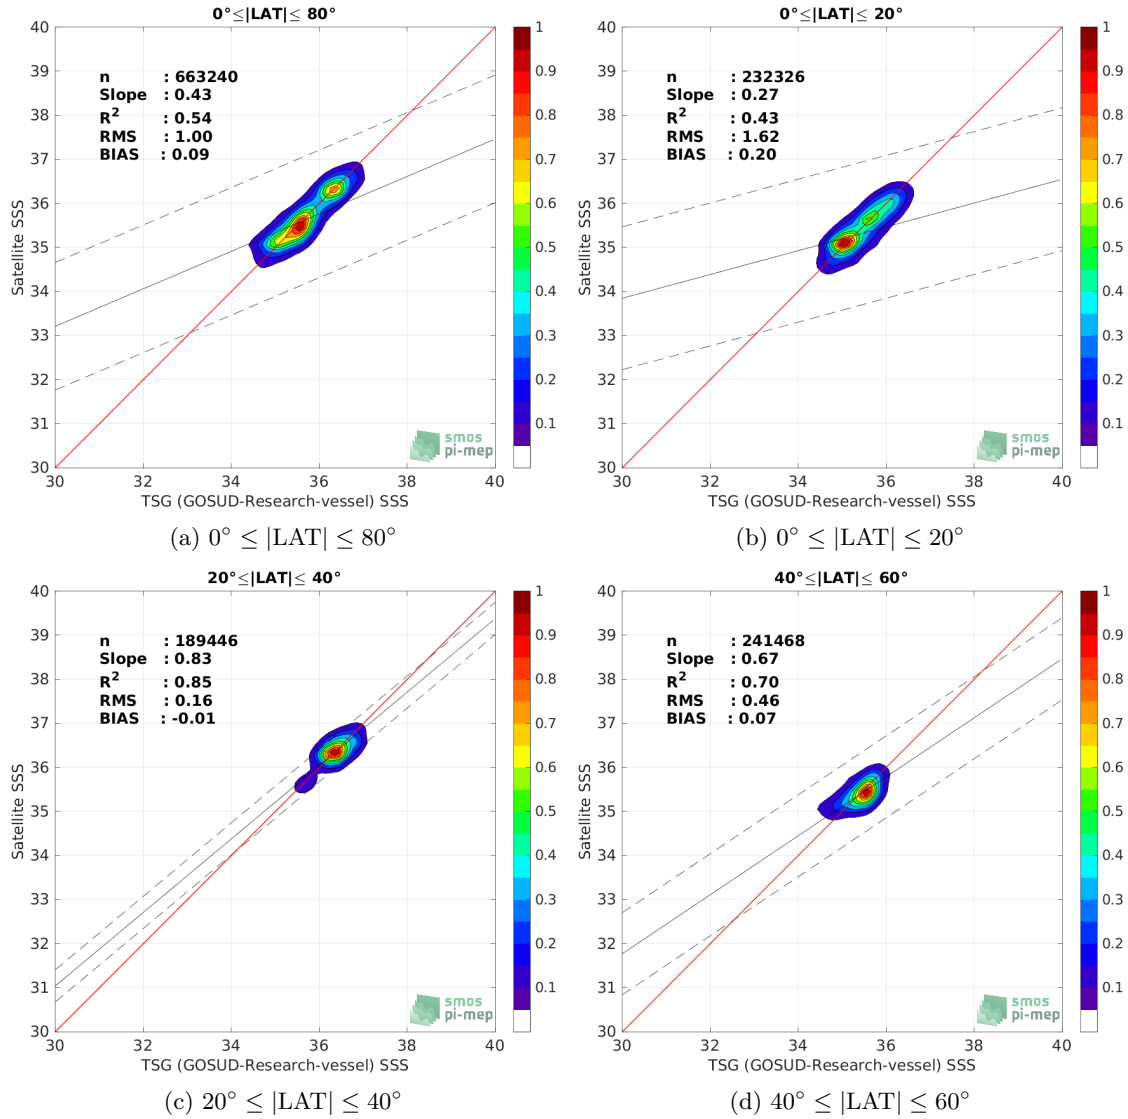 0°≤|LAT|≤ 80°
n : 663240
Slope : 0.43
R² : 0.54
RMS : 1.00
BIAS : 0.09
40
39
38
37
36
35
34
33
32
31
30
Satellite SSS
30 32 34 36 38 40
TSG (GOSUD-Research-vessel) SSS
smos
pi-mep
1
0.9
0.8
0.7
0.6
0.5
0.4
0.3
0.2
0.1
(a) 0° ≤ |LAT| ≤ 80°
0°≤|LAT|≤ 20°
n : 232326
Slope : 0.27
R² : 0.43
RMS : 1.62
BIAS : 0.20
40
39
38
37
36
35
34
33
32
31
30
Satellite SSS
30 32 34 36 38 40
TSG (GOSUD-Research-vessel) SSS
smos
pi-mep
1
0.9
0.8
0.7
0.6
0.5
0.4
0.3
0.2
0.1
(b) 0° ≤ |LAT| ≤ 20°
20°≤|LAT|≤ 40°
n : 189446
Slope : 0.83
R² : 0.85
RMS : 0.16
BIAS : -0.01
40
39
38
37
36
35
34
33
32
31
30
Satellite SSS
30 32 34 36 38 40
TSG (GOSUD-Research-vessel) SSS
smos
pi-mep
1
0.9
0.8
0.7
0.6
0.5
0.4
0.3
0.2
0.1
(c) 20° ≤ |LAT| ≤ 40°
40°≤|LAT|≤ 60°
n : 241468
Slope : 0.67
R² : 0.70
RMS : 0.46
BIAS : 0.07
40
39
38
37
36
35
34
33
32
31
30
Satellite SSS
30 32 34 36 38 40
TSG (GOSUD-Research-vessel) SSS
smos
pi-mep
1
0.9
0.8
0.7
0.6
0.5
0.4
0.3
0.2
0.1
(d) 40° ≤ |LAT| ≤ 60°